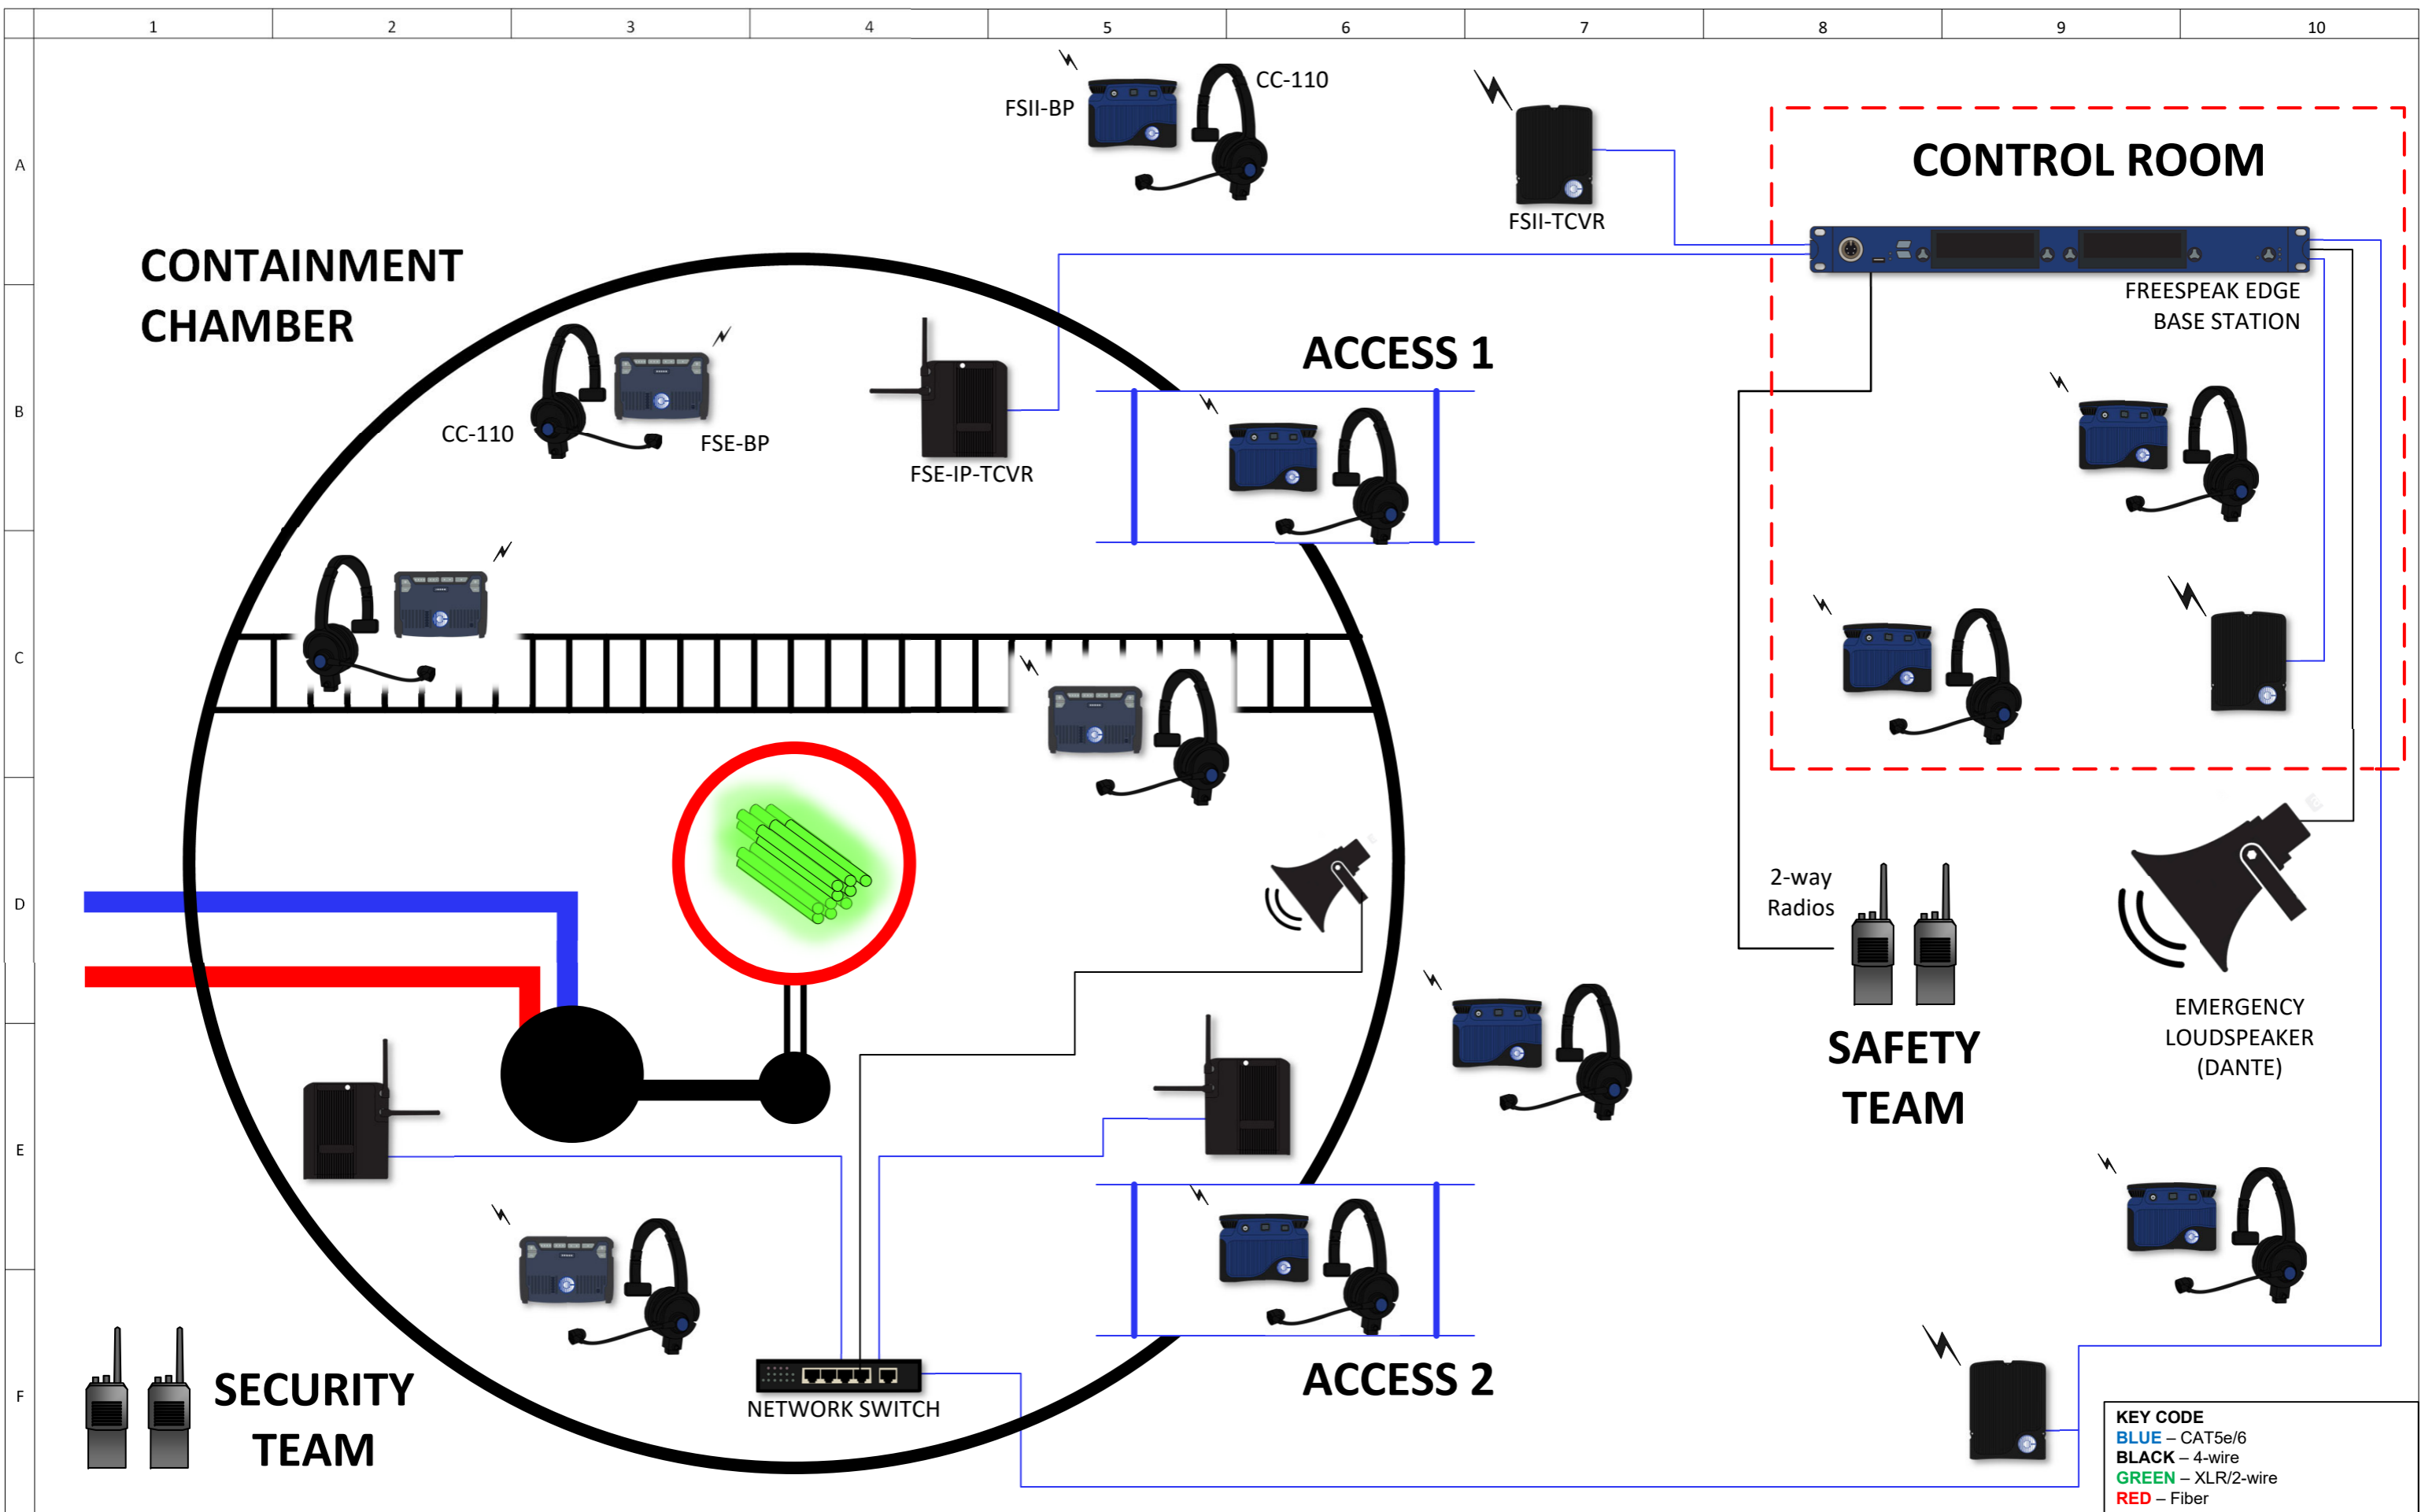 1 2 3 4 5 6 7 8 9 10
A
B
C
D
E
F
FSII-BP
CC-110
FSII-TCVR
CONTROL ROOM
FREESPEAK EDGE
BASE STATION
CONTAINMENT
CHAMBER
CC-110
FSE-BP
FSE-IP-TCVR
ACCESS 1
2-way
Radios
SAFETY
TEAM
EMERGENCY
LOUDSPEAKER
(DANTE)
ACCESS 2
NETWORK SWITCH
SECURITY
TEAM
KEY CODE
BLUE – CAT5e/6
BLACK – 4-wire
GREEN – XLR/2-wire
RED – Fiber